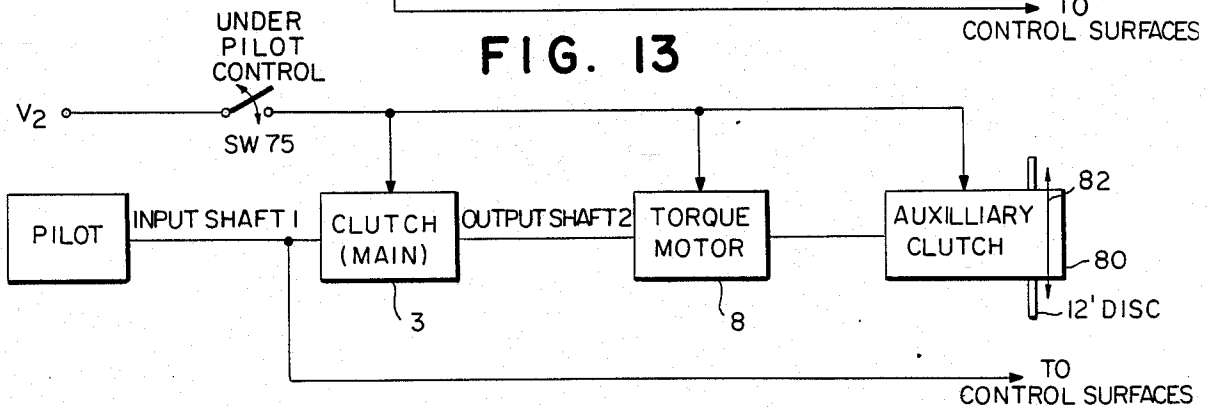 TO
CONTROL SURFACES
UNDER
PILOT
CONTROL
FIG. 13
V2
SW 75
PILOT
INPUT SHAFT 1
CLUTCH
(MAIN)
OUTPUT SHAFT 2
TORQUE
MOTOR
AUXILLIARY
CLUTCH
82
80
3
8
12' DISC
TO
CONTROL SURFACES